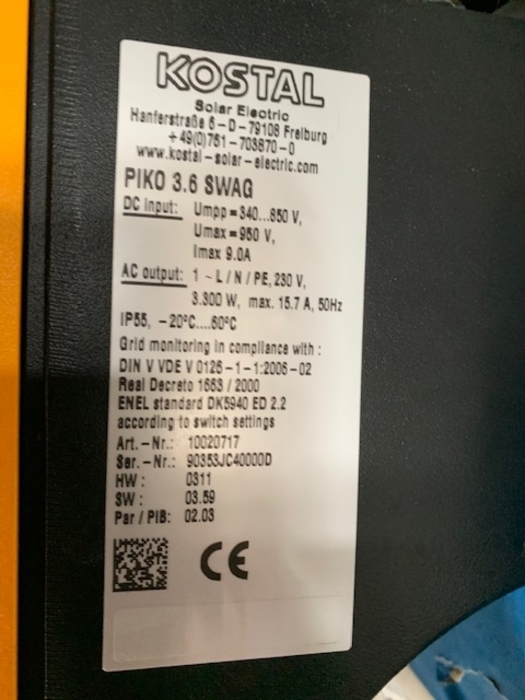 KOSTAL
Solar Electric
Hanferstraße 6 - D - 79108 Freiburg
+49(0)761 - 703870 - 0
www.kostal-solar-electric.com
PIKO 3.6 SWAG
DC input: Umpp = 340...850 V,
Umax = 950 V,
Imax 9.0A
AC output: 1 ~ L / N / PE, 230 V,
3.300 W, max. 15.7 A, 50Hz
IP55, -20°C....60°C
Grid monitoring in compliance with :
DIN V VDE V 0126-1-1:2006-02
Real Decreto 1663 / 2000
ENEL standard DK5940 ED 2.2
according to switch settings
Art.-Nr.: 10020717
Ser.-Nr.: 90353JC40000D
HW : 0311
SW : 03.59
Par / PIB: 02.03
CE